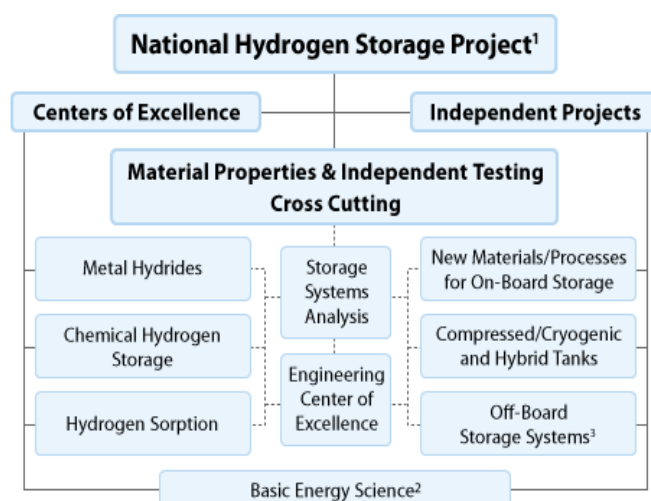 National Hydrogen Storage Project¹
Centers of Excellence
Independent Projects
Material Properties & Independent Testing
Cross Cutting
Metal Hydrides
Storage
Systems
Analysis
New Materials/Processes
for On-Board Storage
Chemical Hydrogen
Storage
Compressed/Cryogenic
and Hybrid Tanks
Engineering
Center of
Excellence
Hydrogen Sorption
Off-Board
Storage Systems³
Basic Energy Science²